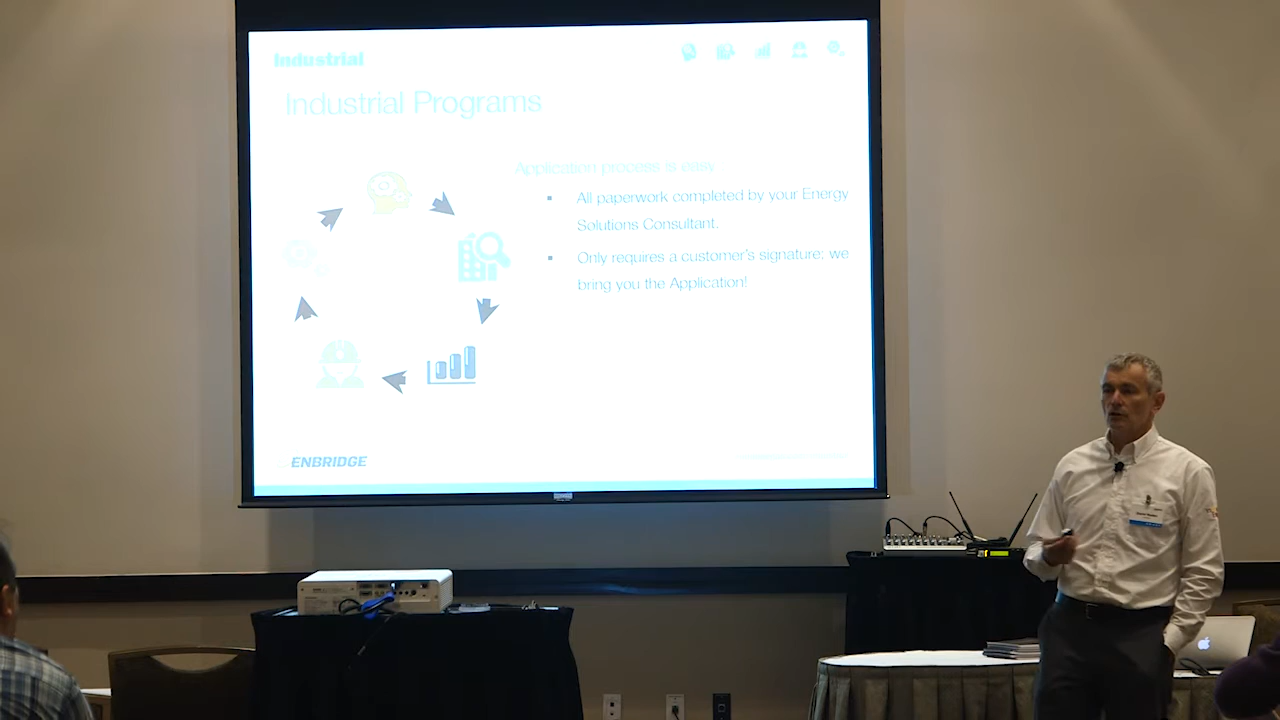 Industrial
Industrial Programs
Application process is easy
▪ All paperwork completed by your Energy
Solutions Consultant.
▪ Only requires a customer's signature; we
bring you the Application!
ENBRIDGE